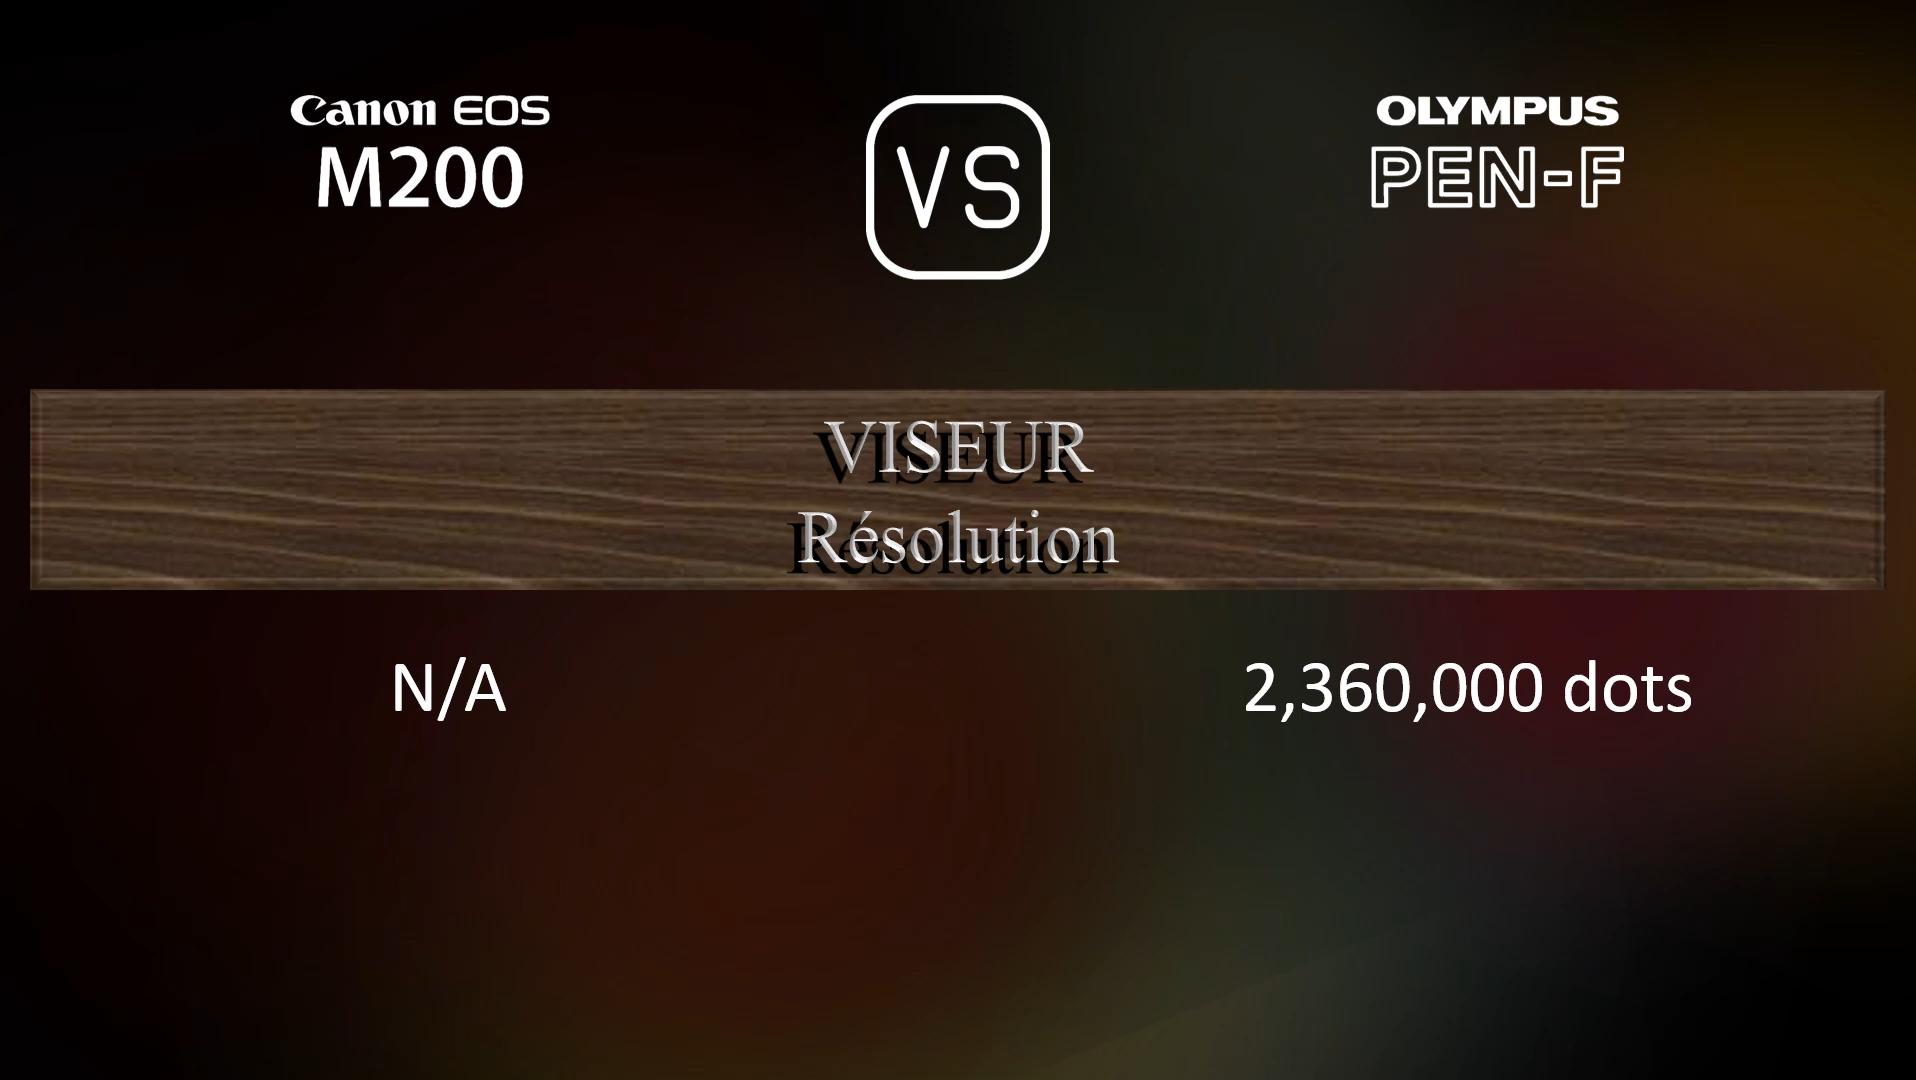 Canon EOS
M200
VS
OLYMPUS
PEN-F
VISEUR
Résolution
N/A
2,360,000 dots